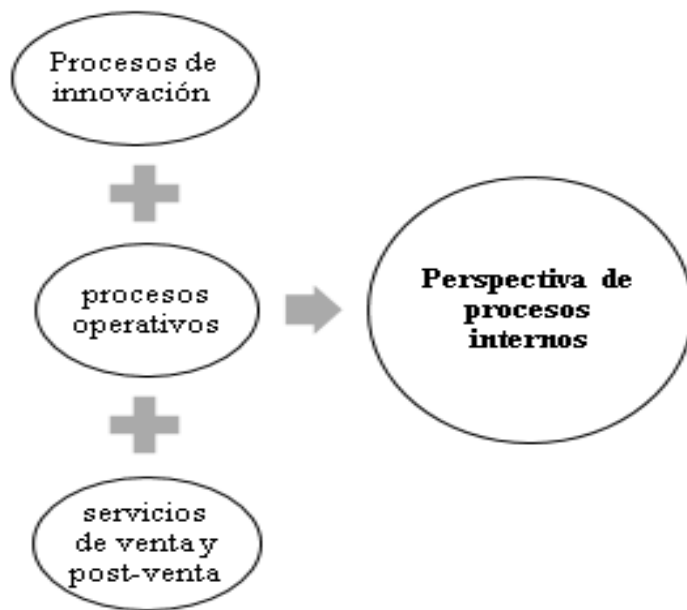 Procesos de
innovación
procesos
operativos
servicios
de venta y
post-venta
Perspectiva de
procesos
internos